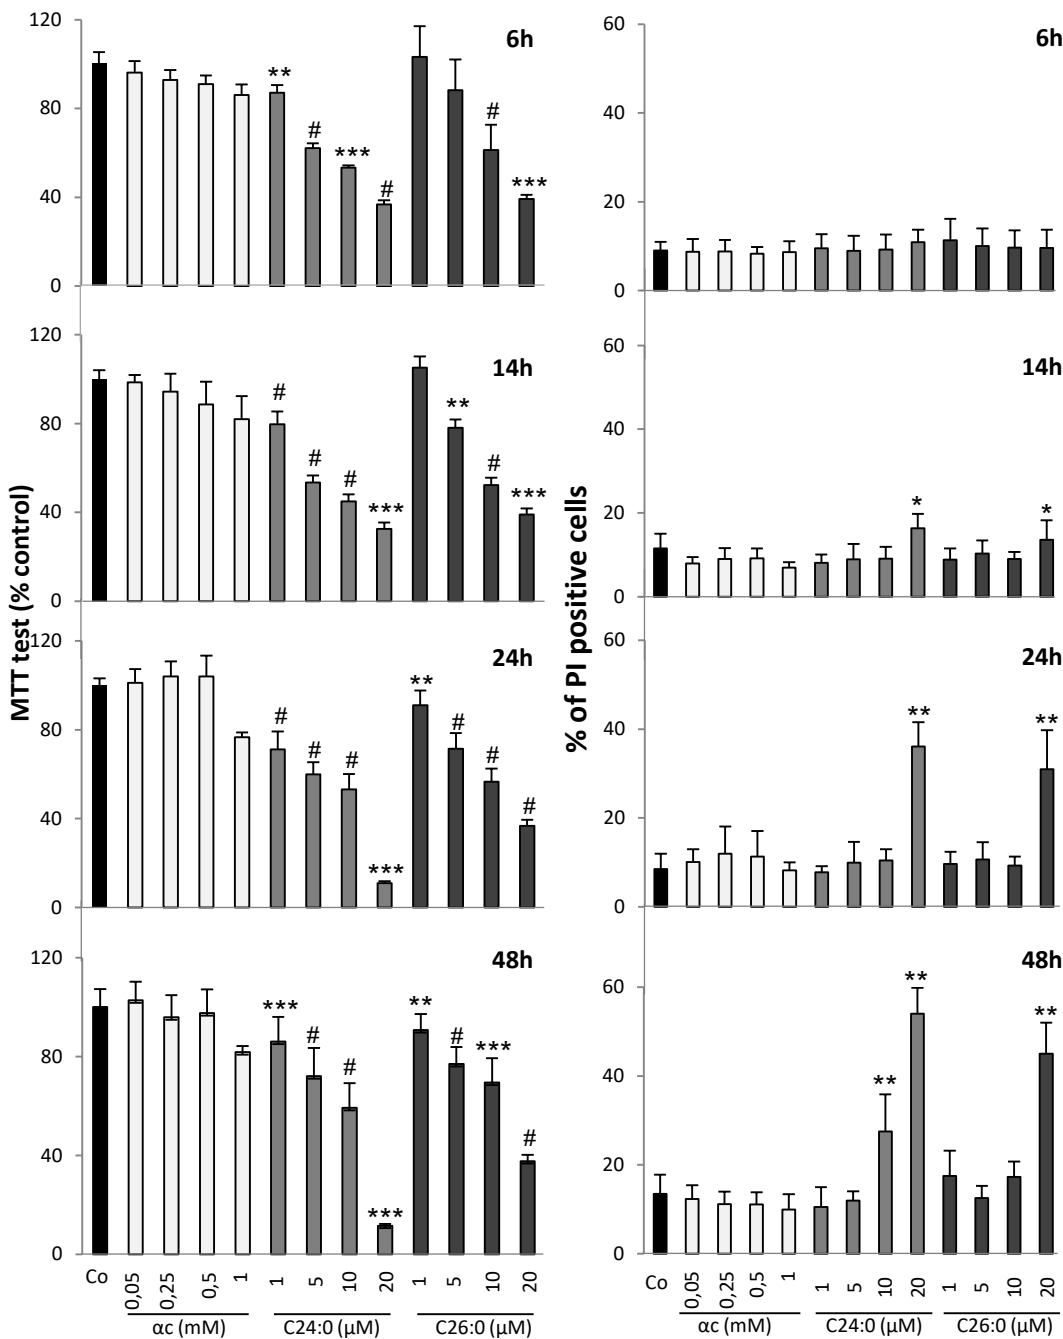 MTT test (% control)
% of PI positive cells
120
80
40
0
6h
** # *** # # ***
60
40
20
0
6h
120
80
40
0
14h
# # # *** ** # ***
60
40
20
0
14h
* *
120
80
40
0
24h
# # # *** ** # # #
60
40
20
0
24h
** **
120
80
40
0
48h
*** # # *** ** # *** #
60
40
20
0
48h
** ** **
Co 0,05 0,25 0,5 1 1 5 10 20 1 5 10 20
αc (mM) C24:0 (μM) C26:0 (μM)
Co 0,05 0,25 0,5 1 1 5 10 20 1 5 10 20
αc (mM) C24:0 (μM) C26:0 (μM)